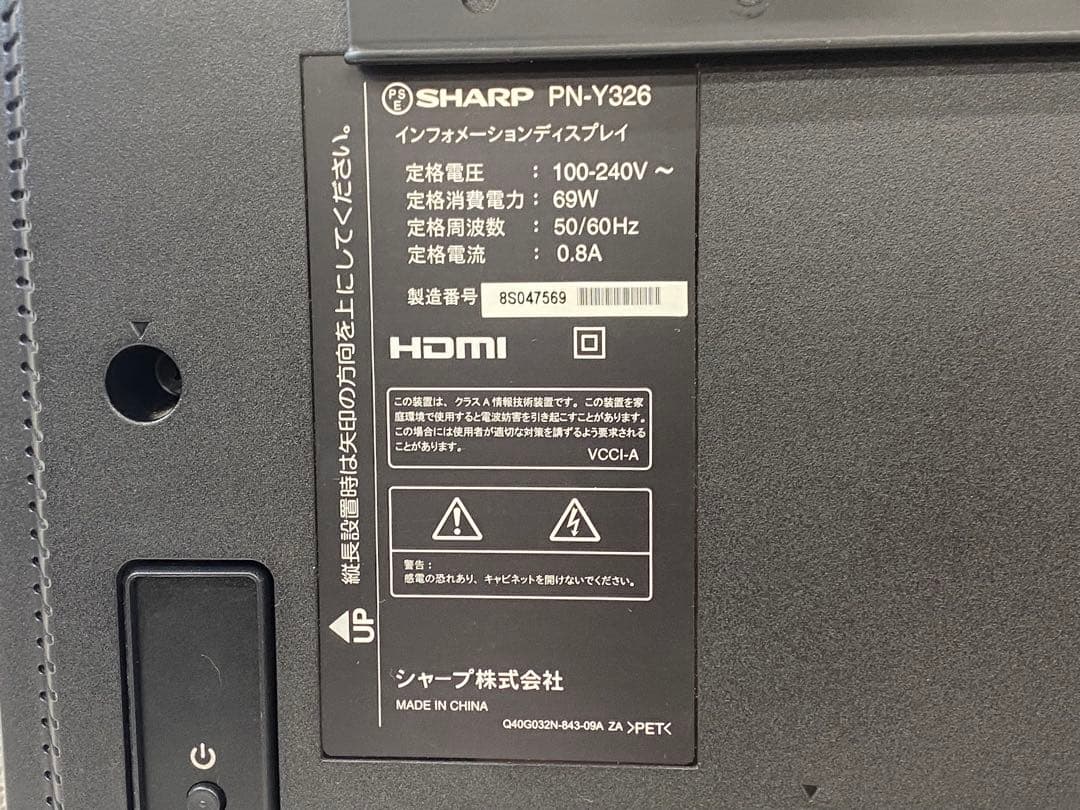 PSE SHARP PN-Y326
インフォメーションディスプレイ
定格電圧 : 100-240V ~
定格消費電力 : 69W
定格周波数 : 50/60Hz
定格電流 : 0.8A
製造番号 8S047569
HDMI
この装置は、クラスA情報技術装置です。この装置を家
庭環境で使用すると電波妨害を引き起こすことがあります。
この場合には使用者が適切な対策を講ずるよう要求される
ことがあります。
VCCI-A
警告:
感電の恐れあり、キャビネットを開けないでください。
シャープ株式会社
MADE IN CHINA
Q40G032N-843-09A ZA >PET<
UP 縦長設置時は矢印の方向を上にしてください。